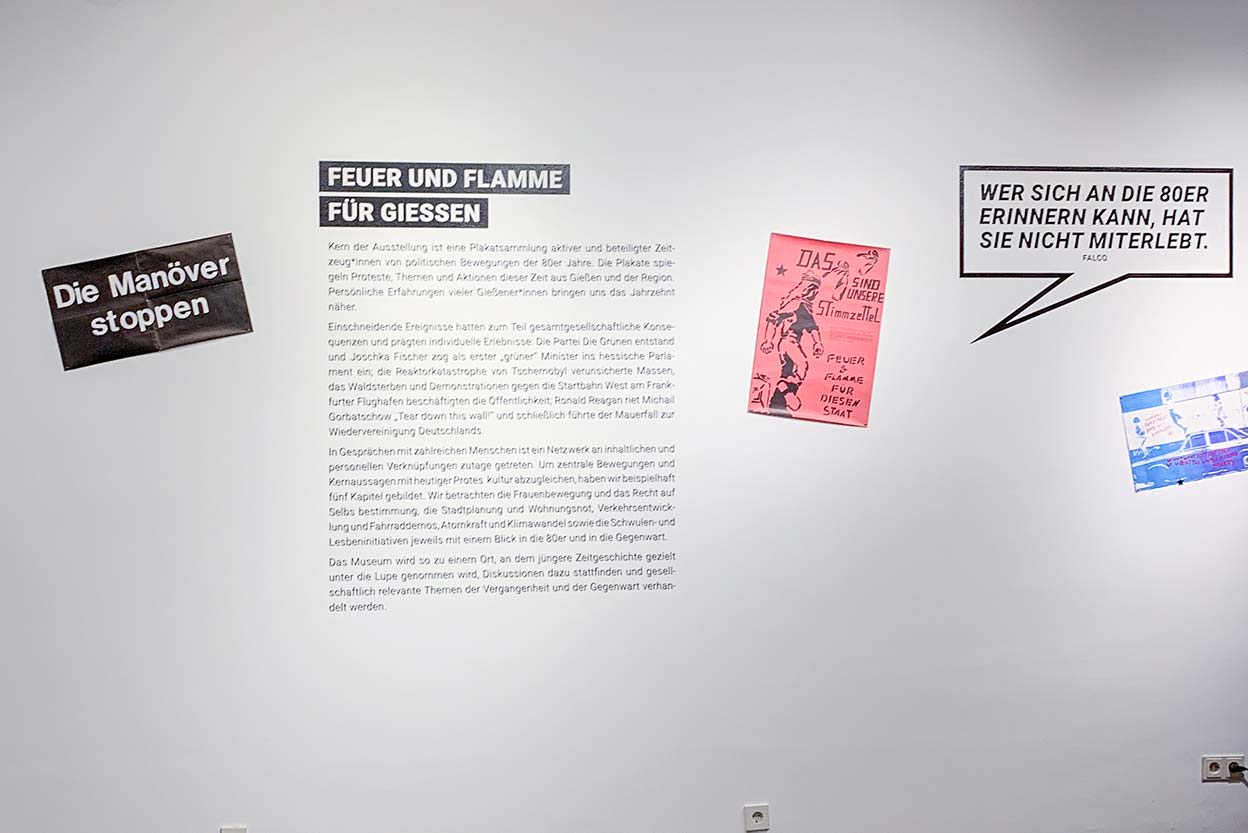 Die Manöver
stoppen
FEUER UND FLAMME
FÜR GIESSEN
Kern der Ausstellung ist eine Plakatsammlung aktiver und beteiligter Zeit-
zeug*innen von politischen Bewegungen der 80er Jahre. Die Plakate spie-
geln Proteste, Themen und Aktionen dieser Zeit aus Gießen und der Region.
Persönliche Erfahrungen vieler Gießener*innen bringen uns das Jahrzehnt
näher.
Einschneidende Ereignisse hatten zum Teil gesamtgesellschaftliche Konse-
quenzen und prägten individuelle Erlebnisse: Die Partei Die Grünen entstand
und Joschka Fischer zog als erster „grüner" Minister ins hessische Parla-
ment ein; die Reaktorkatastrophe von Tschernobyl verunsicherte Massen,
das Waldsterben und Demonstrationen gegen die Startbahn West am Frank-
furter Flughafen beschäftigten die Öffentlichkeit; Ronald Reagan riet Michail
Gorbatschow „Tear down this wall!" und schließlich führte der Mauerfall zur
Wiedervereinigung Deutschlands.
In Gesprächen mit zahlreichen Menschen ist ein Netzwerk an inhaltlichen und
personellen Verknüpfungen zutage getreten. Um zentrale Bewegungen und
Kernaussagen mit heutiger Protes kultur abzugleichen, haben wir beispielhaft
fünf Kapitel gebildet. Wir betrachten die Frauenbewegung und das Recht auf
Selbs bestimmung, die Stadtplanung und Wohnungsnot, Verkehrsentwick-
lung und Fahrraddemos, Atomkraft und Klimawandel sowie die Schwulen- und
Lesbeninitiativen jeweils mit einem Blick in die 80er und in die Gegenwart.
Das Museum wird so zu einem Ort, an dem jüngere Zeitgeschichte gezielt
unter die Lupe genommen wird, Diskussionen dazu stattfinden und gesell-
schaftlich relevante Themen der Vergangenheit und der Gegenwart verhan-
delt werden.
DAS
SIND
UNSERE
STimmzetTeL
FEUER
&
FLAMME
FÜR
DIESEN
STAAT
WER SICH AN DIE 80ER
ERINNERN KANN, HAT
SIE NICHT MITERLEBT.
FALCO